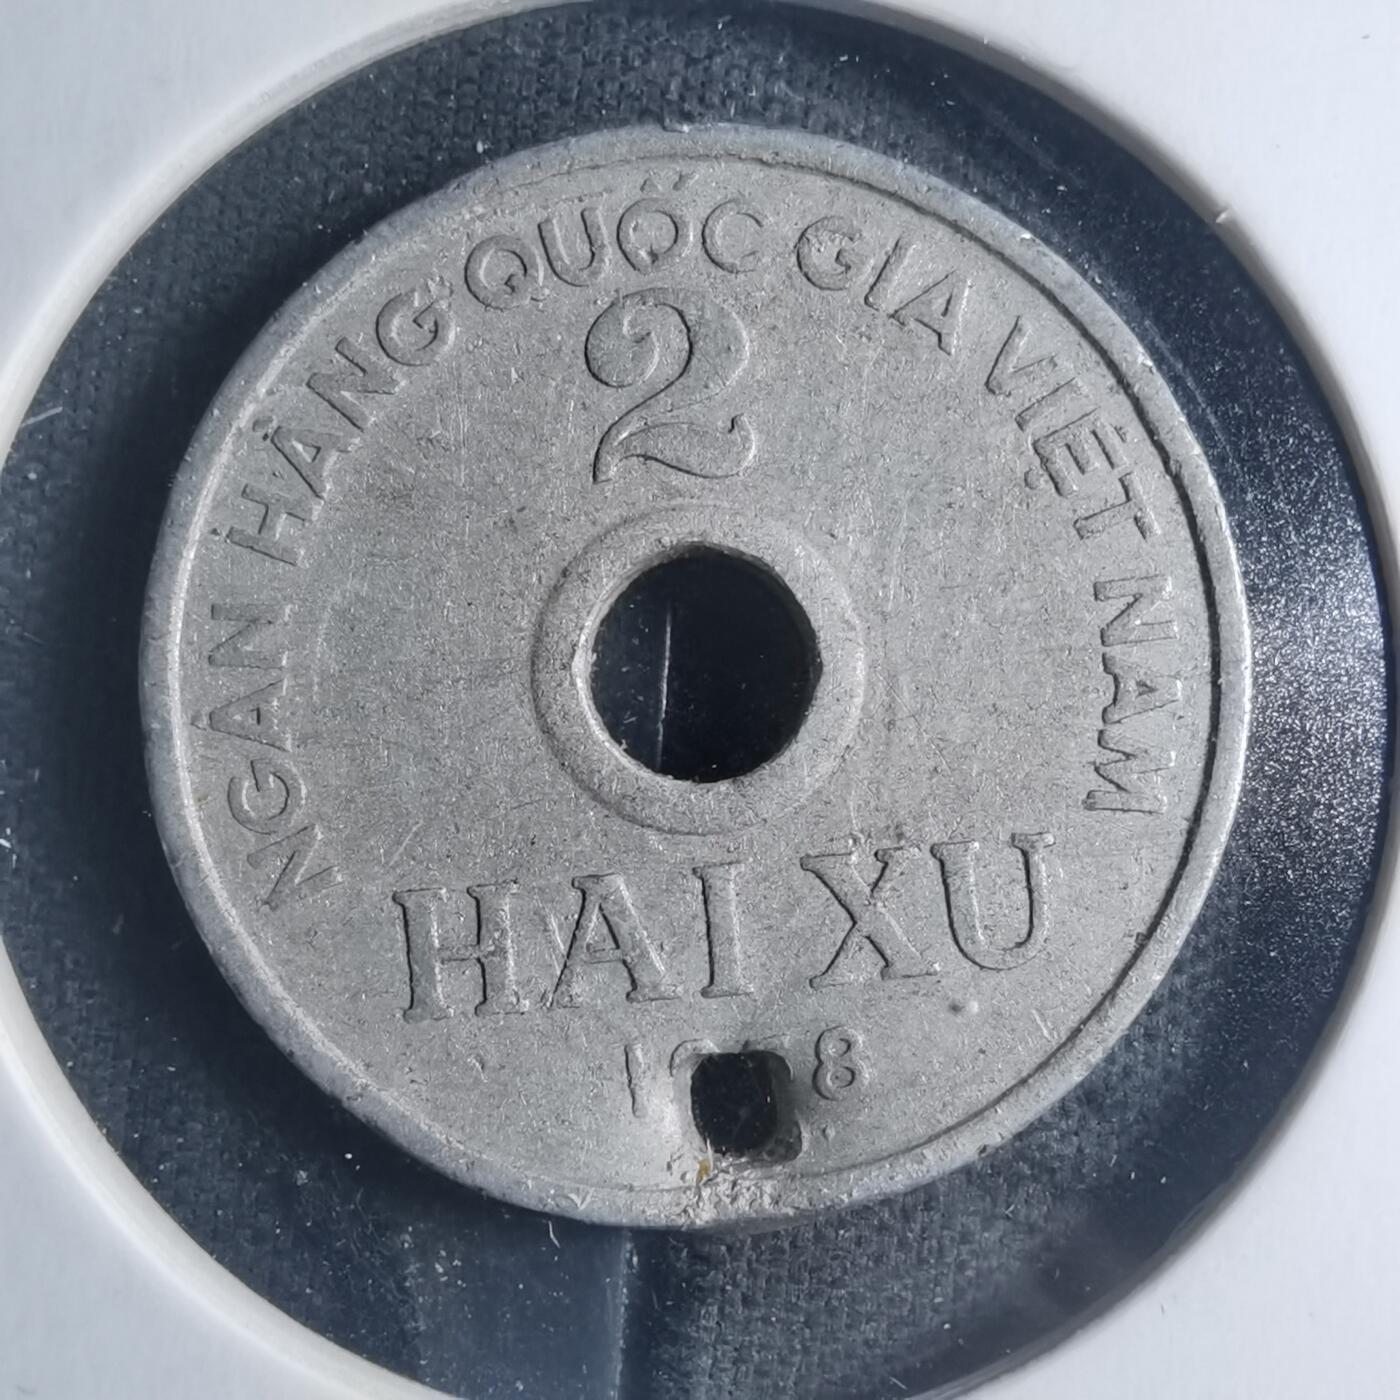 NGÂN HÀNG QUỐC GIA VIỆT NAM
2
HAI XU